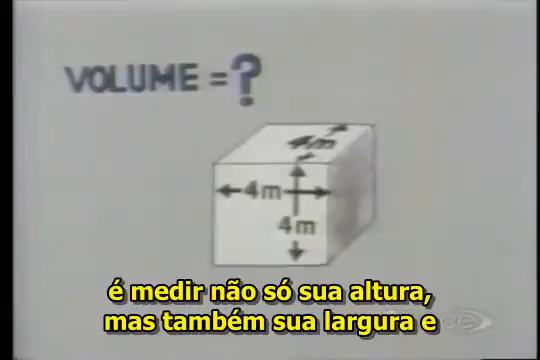 VOLUME = ?
4m
4m
4m
é medir não só sua altura,
mas também sua largura e